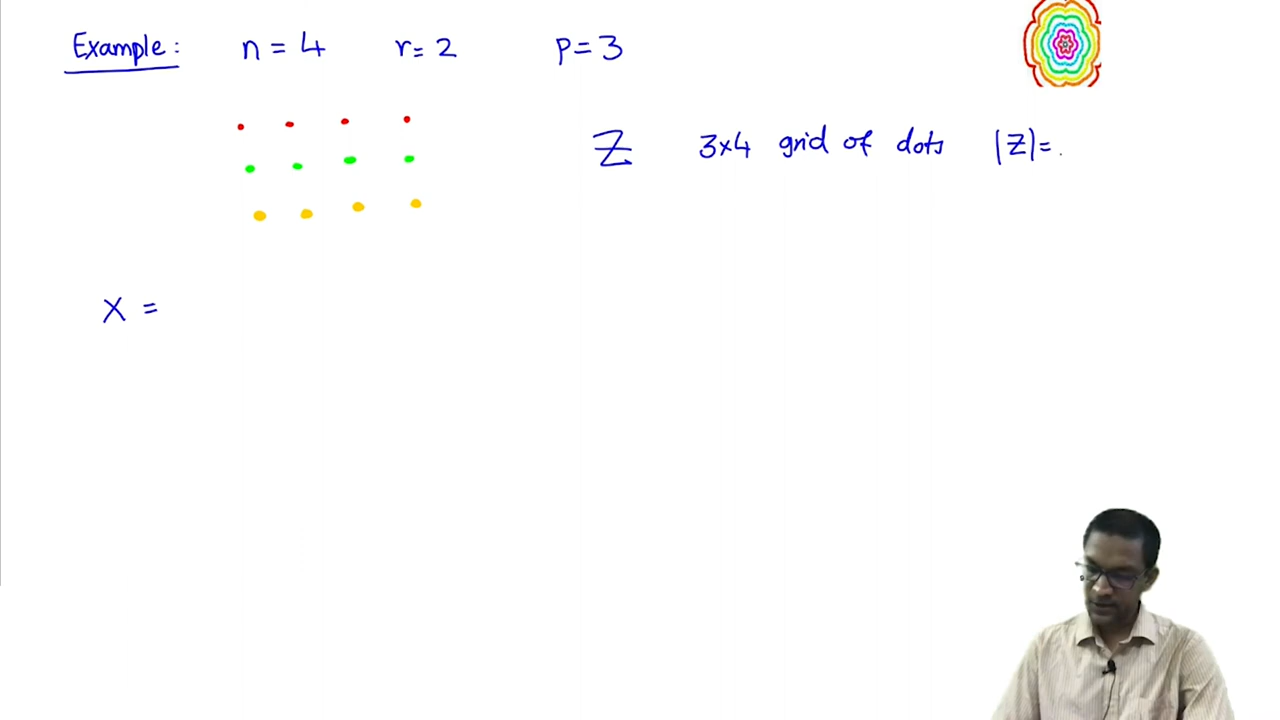 Example: n = 4 r = 2 p = 3
Z 3x4 grid of dots |Z| =
X =